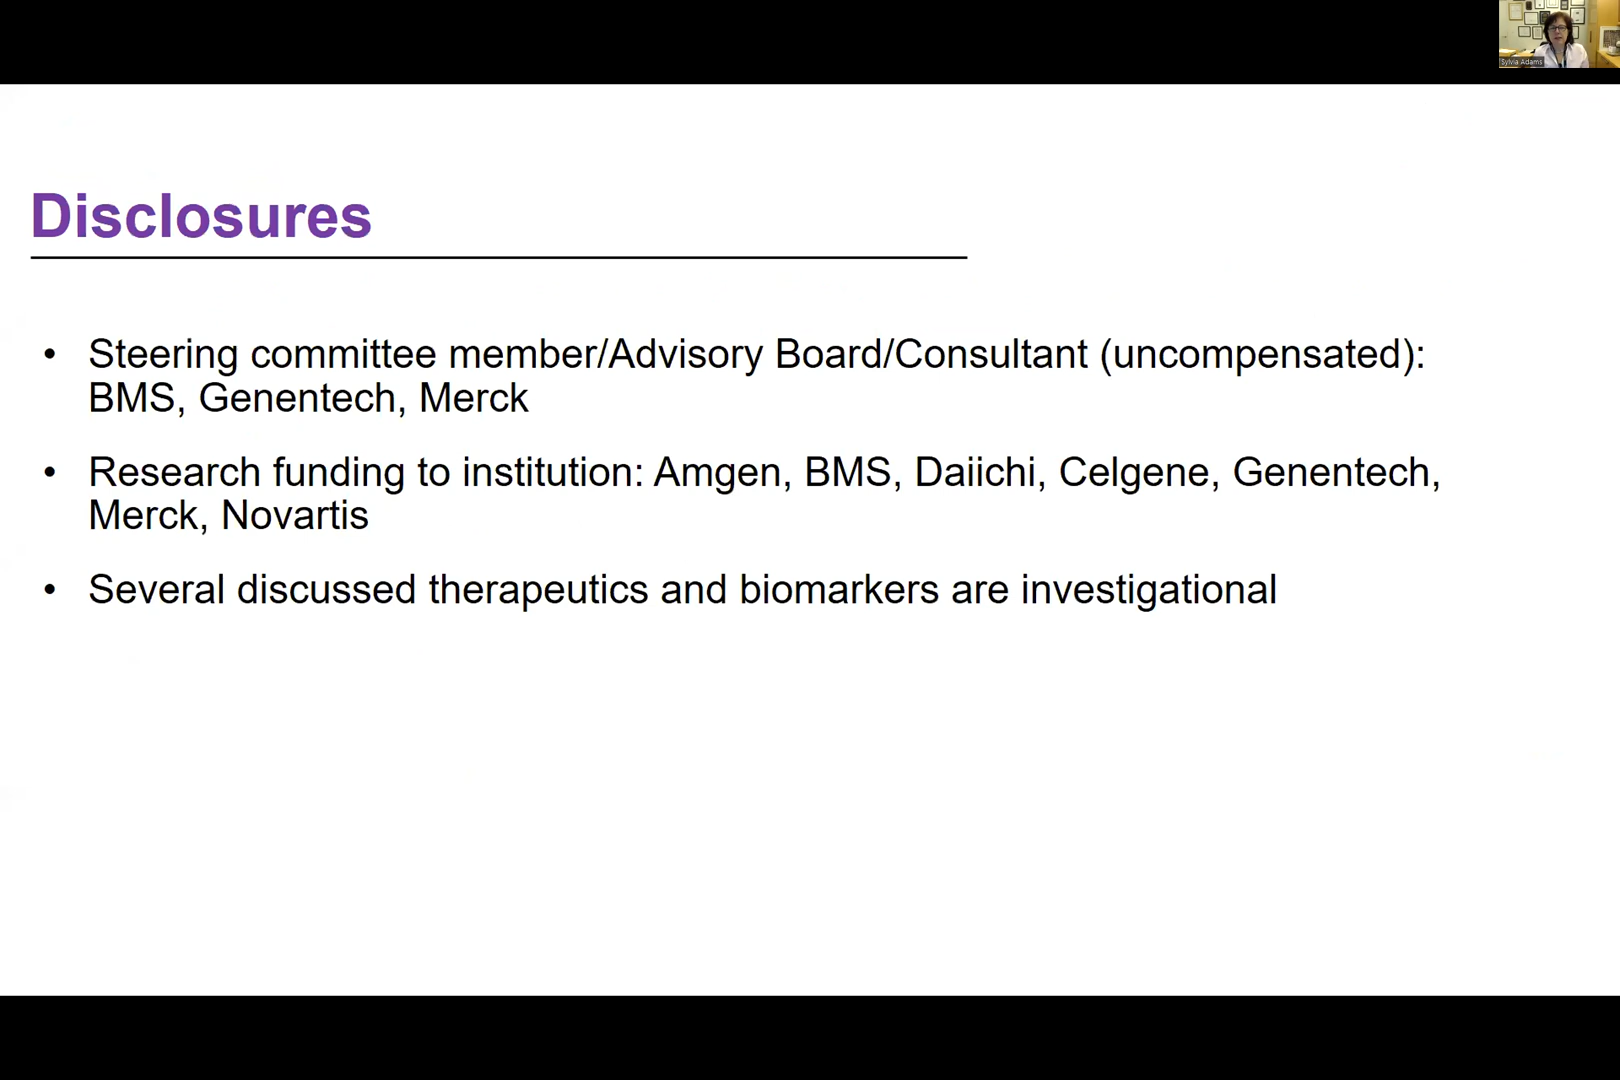 Sylvia Adams
Disclosures
• Steering committee member/Advisory Board/Consultant (uncompensated):
BMS, Genentech, Merck
• Research funding to institution: Amgen, BMS, Daiichi, Celgene, Genentech,
Merck, Novartis
• Several discussed therapeutics and biomarkers are investigational